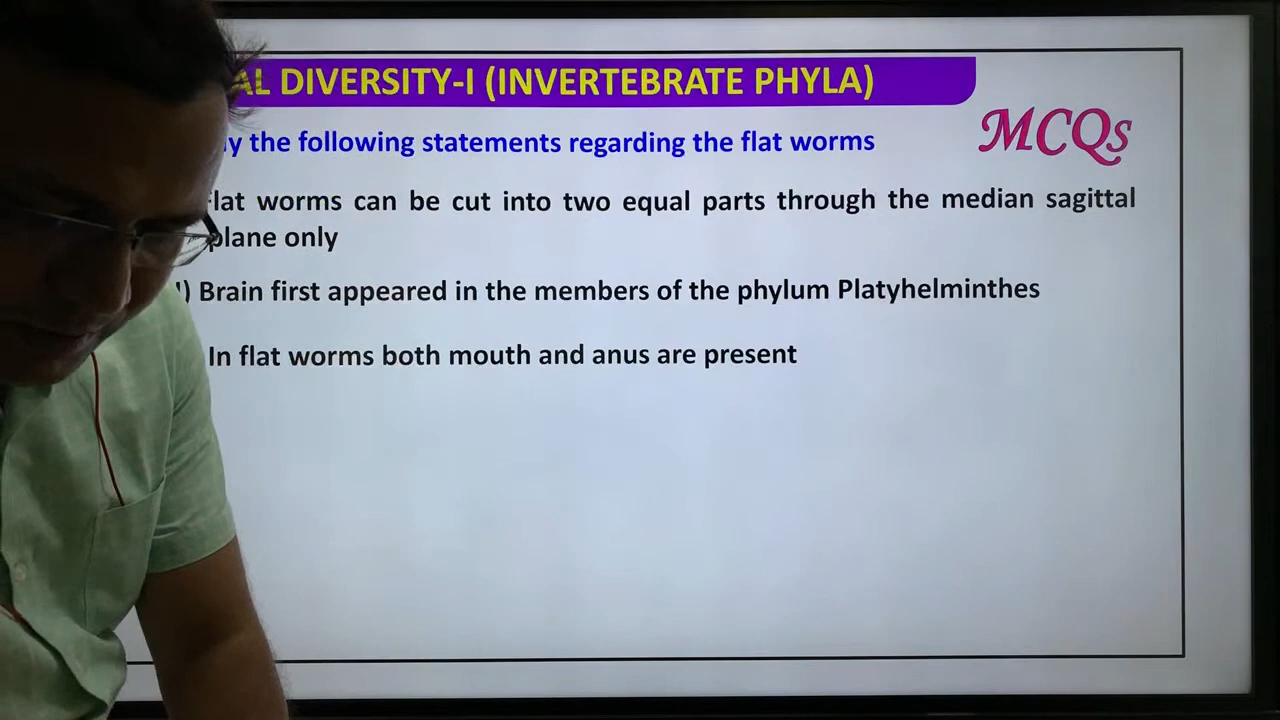 DIVERSITY-I (INVERTEBRATE PHYLA)
MCQs
the following statements regarding the flat worms
flat worms can be cut into two equal parts through the median sagittal
plane only
) Brain first appeared in the members of the phylum Platyhelminthes
In flat worms both mouth and anus are present